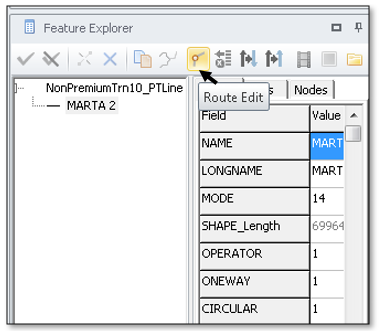 Feature Explorer
NonPremiumTrn10_PTLine
MARTA 2
Nodes
Route Edit
Field Value
NAME MART
LONGNAME MART
MODE 14
SHAPE_Length 69964
OPERATOR 1
ONEWAY 1
CIRCULAR 1